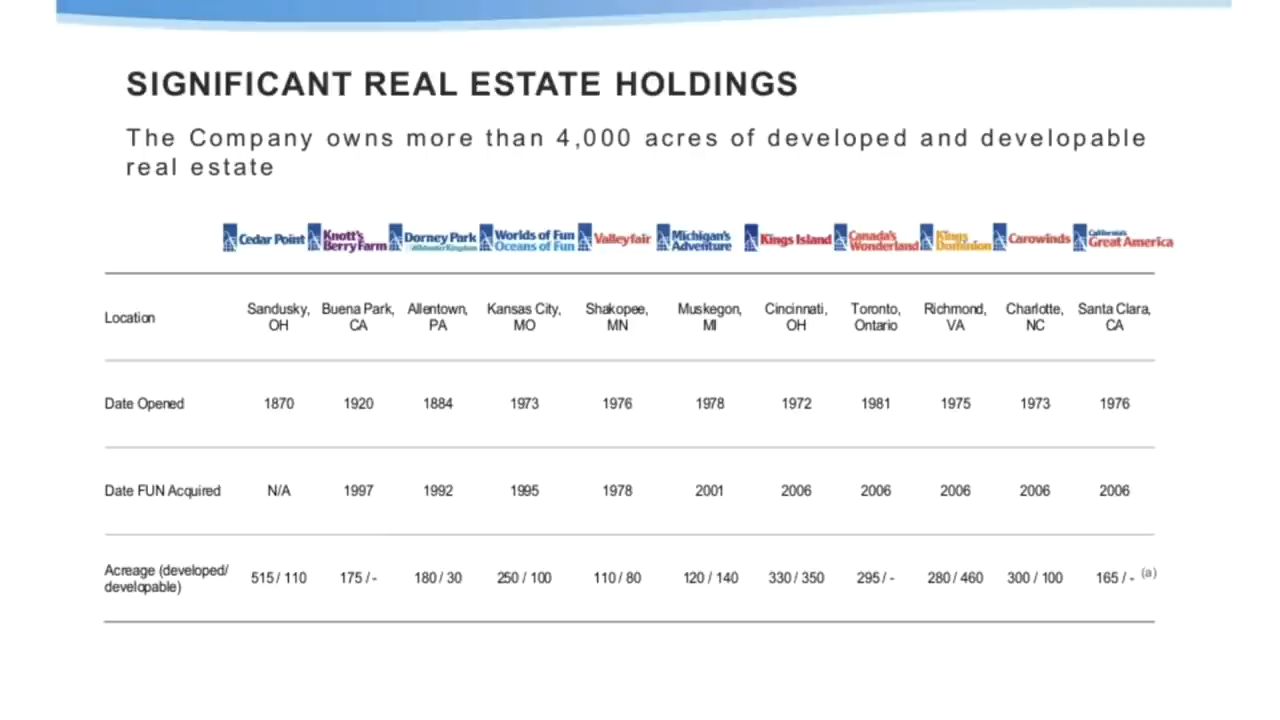 SIGNIFICANT REAL ESTATE HOLDINGS
The Company owns more than 4,000 acres of developed and developable
real estate
Cedar Point Knott's Berry Farm Dorney Park Worlds of Fun Oceans of Fun Valleyfair Michigan's Adventure Kings Island Canada's Wonderland Kings Dominion Carowinds California's Great America
Location Sandusky, OH Buena Park, CA Allentown, PA Kansas City, MO Shakopee, MN Muskegon, MI Cincinnati, OH Toronto, Ontario Richmond, VA Charlotte, NC Santa Clara, CA
Date Opened 1870 1920 1884 1973 1976 1978 1972 1981 1975 1973 1976
Date FUN Acquired N/A 1997 1992 1995 1978 2001 2006 2006 2006 2006 2006
Acreage (developed/ developable) 515 / 110 175 / - 180 / 30 250 / 100 110 / 80 120 / 140 330 / 350 295 / - 280 / 460 300 / 100 165 / - (a)